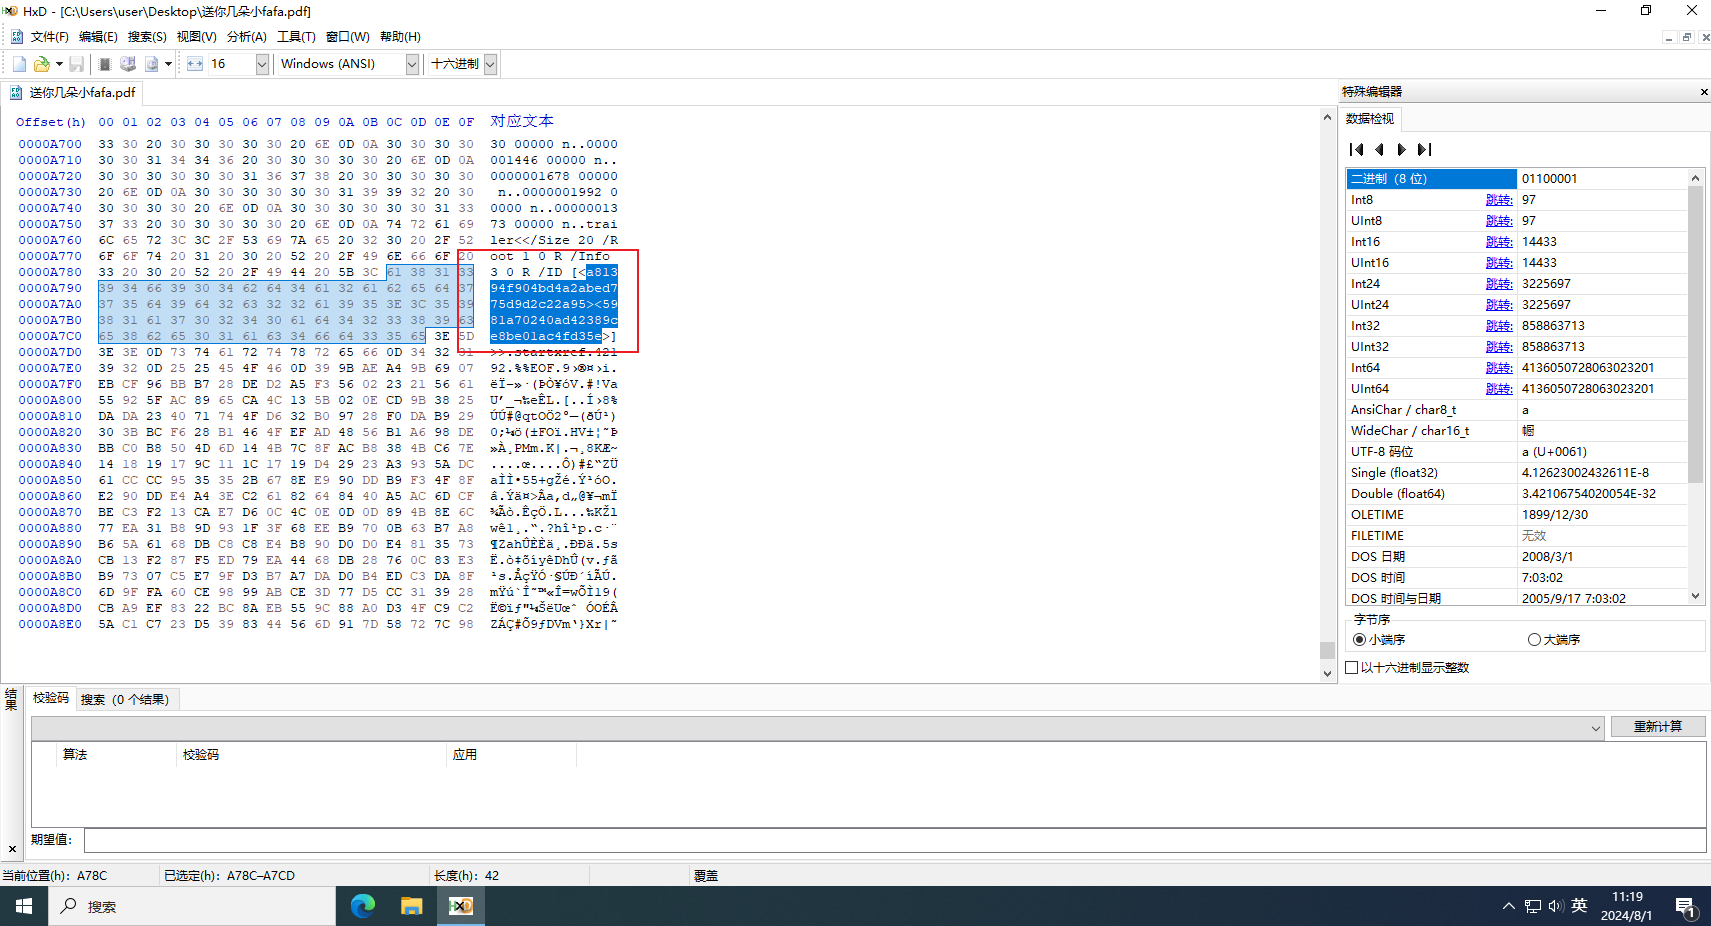 HxD - [C:\Users\user\Desktop\送你几朵小fafa.pdf]
文件(F) 编辑(E) 搜索(S) 视图(V) 分析(A) 工具(T) 窗口(W) 帮助(H)
16 Windows (ANSI) 十六进制
送你几朵小fafa.pdf
Offset(h) 00 01 02 03 04 05 06 07 08 09 0A 0B 0C 0D 0E 0F 对应文本
0000A700 33 30 20 30 30 30 30 30 20 6E 0D 0A 30 30 30 30 30 00000 n..0000
0000A710 30 30 31 34 34 36 20 30 30 30 30 30 20 6E 0D 0A 001446 00000 n..
0000A720 30 30 30 30 30 30 31 36 37 38 20 30 30 30 30 30 0000001678 00000
0000A730 20 6E 0D 0A 30 30 30 30 30 30 31 39 39 32 20 30 n..0000001992 0
0000A740 30 30 30 30 20 6E 0D 0A 30 30 30 30 30 30 31 33 0000 n..00000013
0000A750 37 33 20 30 30 30 30 30 20 6E 0D 0A 74 72 61 69 73 00000 n..trai
0000A760 6C 65 72 3C 3C 2F 53 69 7A 65 20 32 30 20 2F 52 ler<</Size 20 /R
0000A770 6F 6F 74 20 31 20 30 20 52 20 2F 49 6E 66 6F 20 oot 1 0 R /Info
0000A780 33 20 30 20 52 20 2F 49 44 20 5B 3C 61 38 31 33 3 0 R /ID [<a813
0000A790 39 34 66 39 30 34 62 64 34 61 32 61 62 65 64 37 94f904bd4a2abed7
0000A7A0 37 35 64 39 64 32 63 32 32 61 39 35 3E 3C 35 39 75d9d2c22a95><59
0000A7B0 38 31 61 37 30 32 34 30 61 64 34 32 33 38 39 63 81a70240ad42389c
0000A7C0 65 38 62 65 30 31 61 63 34 66 64 33 35 65 3E 5D e8be01ac4fd35e>]
0000A7D0 3E 3E 0D 73 74 61 72 74 78 72 65 66 0D 34 32 31 >>.startxref.421
0000A7E0 39 32 0D 25 25 45 4F 46 0D 39 9B AE A4 9B 69 07 92.%%EOF.9›®¤›i.
0000A7F0 EB CF 96 BB B7 28 DE D2 A5 F3 56 02 23 21 56 61 ëÏ–»·(ÞÒ¥óV.#!Va
0000A800 55 92 5F AC 89 65 CA 4C 13 5B 02 0E CD 9B 38 25 U’_¬‰eÊL.[..Í›8%
0000A810 DA DA 23 40 71 74 4F D6 32 B0 97 28 F0 DA B9 29 ÚÚ#@qtOÖ2°—(ðÚ¹)
0000A820 30 3B BC F6 28 B1 46 4F EF AD 48 56 B1 A6 98 DE 0;¼ö(±FOï.HV±¦˜Þ
0000A830 BB C0 B8 50 4D 6D 14 4B 7C 8F AC B8 38 4B C6 7E »À¸PMm.K|.¬¸8KÆ~
0000A840 14 18 19 17 9C 11 1C 17 19 D4 29 23 A3 93 5A DC ....œ....Ô)#£“ZÜ
0000A850 61 CC CC 95 35 35 2B 67 8E E9 90 DD B9 F3 4F 8F aÌÌ•55+gŽé.Ý¹óO.
0000A860 E2 90 DD E4 A4 3E C2 61 82 64 84 40 A5 AC 6D CF â.Ýä¤>Âa‚d„@¥¬mÏ
0000A870 BE C3 F2 13 CA E7 D6 0C 4C 0E 0D 0D 89 4B 8E 6C ¾Ãò.ÊçÖ.L...‰KŽl
0000A880 77 EA 31 B8 9D 93 1F 3F 68 EE B9 70 0B 63 B7 A8 wê1¸.“.?hî¹p.c·¨
0000A890 B6 5A 61 68 DB C8 C8 E4 B8 90 D0 D0 E4 81 35 73 ¶ZahÛÈÈä¸.ÐÐä.5s
0000A8A0 CB 13 F2 87 F5 ED 79 EA 44 68 DB 28 76 0C 83 E3 Ë.ò‡õíyêDhÛ(v.ƒã
0000A8B0 B9 73 07 C5 E7 9F D3 B7 A7 DA D0 B4 ED C3 DA 8F ¹s.ÅçŸÓ·§ÚÐ´íÃÚ.
0000A8C0 6D 9F FA 60 CE 98 99 AB CE 3D 77 D5 CC 31 39 28 mŸú`Î˜™«Î=wÕÌ19(
0000A8D0 CB A9 EF 83 22 BC 8A EB 55 9C 88 A0 D3 4F C9 C2 Ë©ïƒ"¼ŠëUœˆ ÓOÉÂ
0000A8E0 5A C1 C7 23 D5 39 83 44 56 6D 91 7D 58 72 7C 98 ZÁÇ#Õ9ƒDVm‘}Xr|˜
特殊编辑器
数据检视
二进制 (8 位) 01100001
Int8 跳转: 97
UInt8 跳转: 97
Int16 跳转: 14433
UInt16 跳转: 14433
Int24 跳转: 3225697
UInt24 跳转: 3225697
Int32 跳转: 858863713
UInt32 跳转: 858863713
Int64 跳转: 4136050728063023201
UInt64 跳转: 4136050728063023201
AnsiChar / char8_t a
WideChar / char16_t
UTF-8 码位 a (U+0061)
Single (float32) 4.12623002432611E-8
Double (float64) 3.42106754020054E-32
OLETIME 1899/12/30
FILETIME 无效
DOS 日期 2008/3/1
DOS 时间 7:03:02
DOS 时间与日期 2005/9/17 7:03:02
字节序
小端序 大端序
以十六进制显示整数
结果
校验码 搜索 (0 个结果)
重新计算
算法 校验码 应用
期望值:
当前位置(h): A78C 已选定(h): A78C–A7CD 长度(h): 42 覆盖
搜索 英 11:19
2024/8/1
1